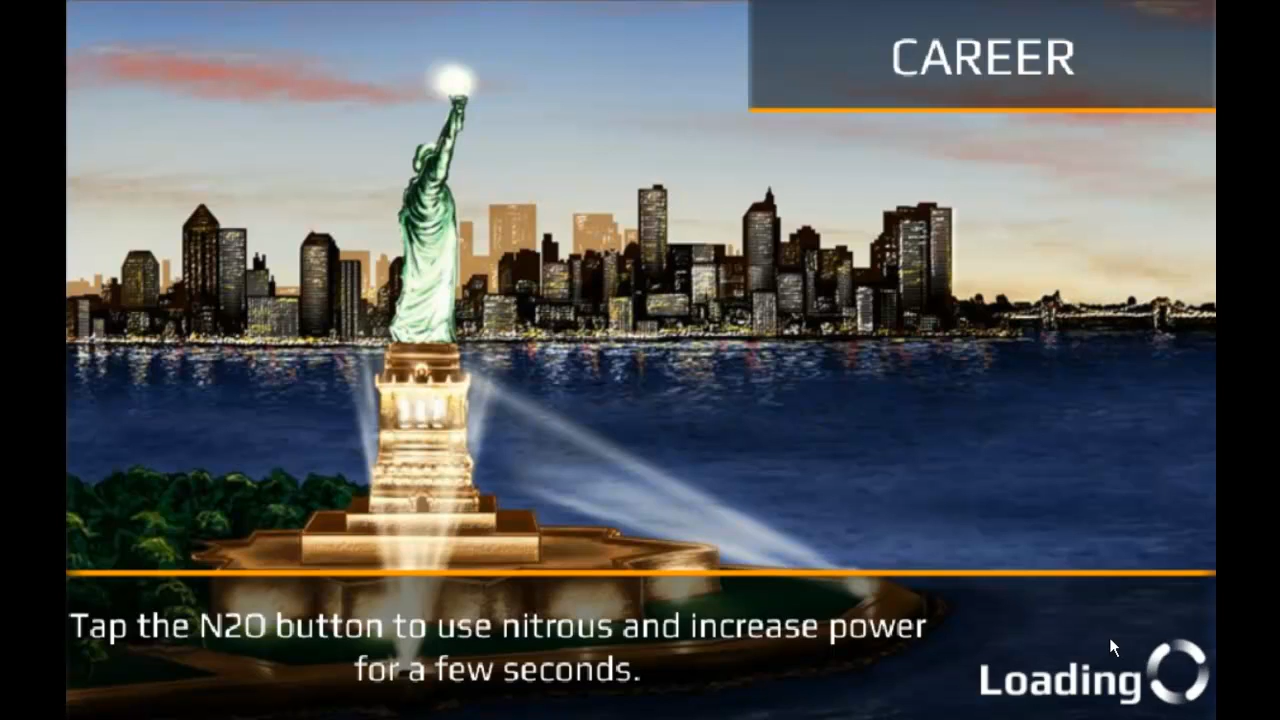 CAREER
Tap the N2O button to use nitrous and increase power
for a few seconds.
Loading